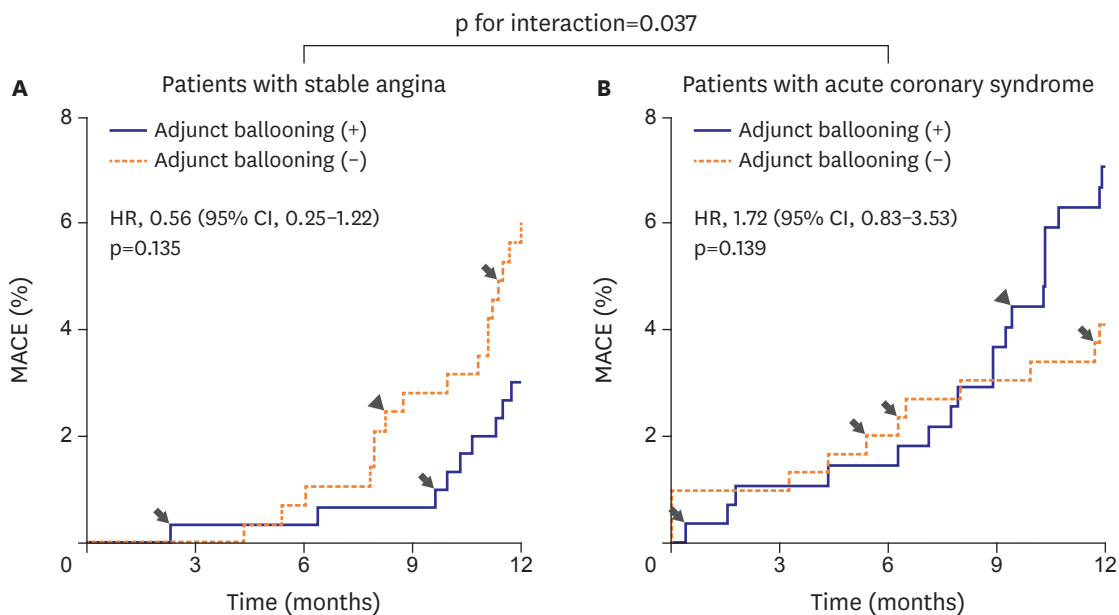 p for interaction=0.037
A
Patients with stable angina
8
6
4
2
0
3
6
9
12
MACE (%)
Time (months)
Adjunct ballooning (+)
Adjunct ballooning (−)
HR, 0.56 (95% CI, 0.25–1.22)
p=0.135
B
Patients with acute coronary syndrome
8
6
4
2
0
3
6
9
12
MACE (%)
Time (months)
Adjunct ballooning (+)
Adjunct ballooning (−)
HR, 1.72 (95% CI, 0.83–3.53)
p=0.139